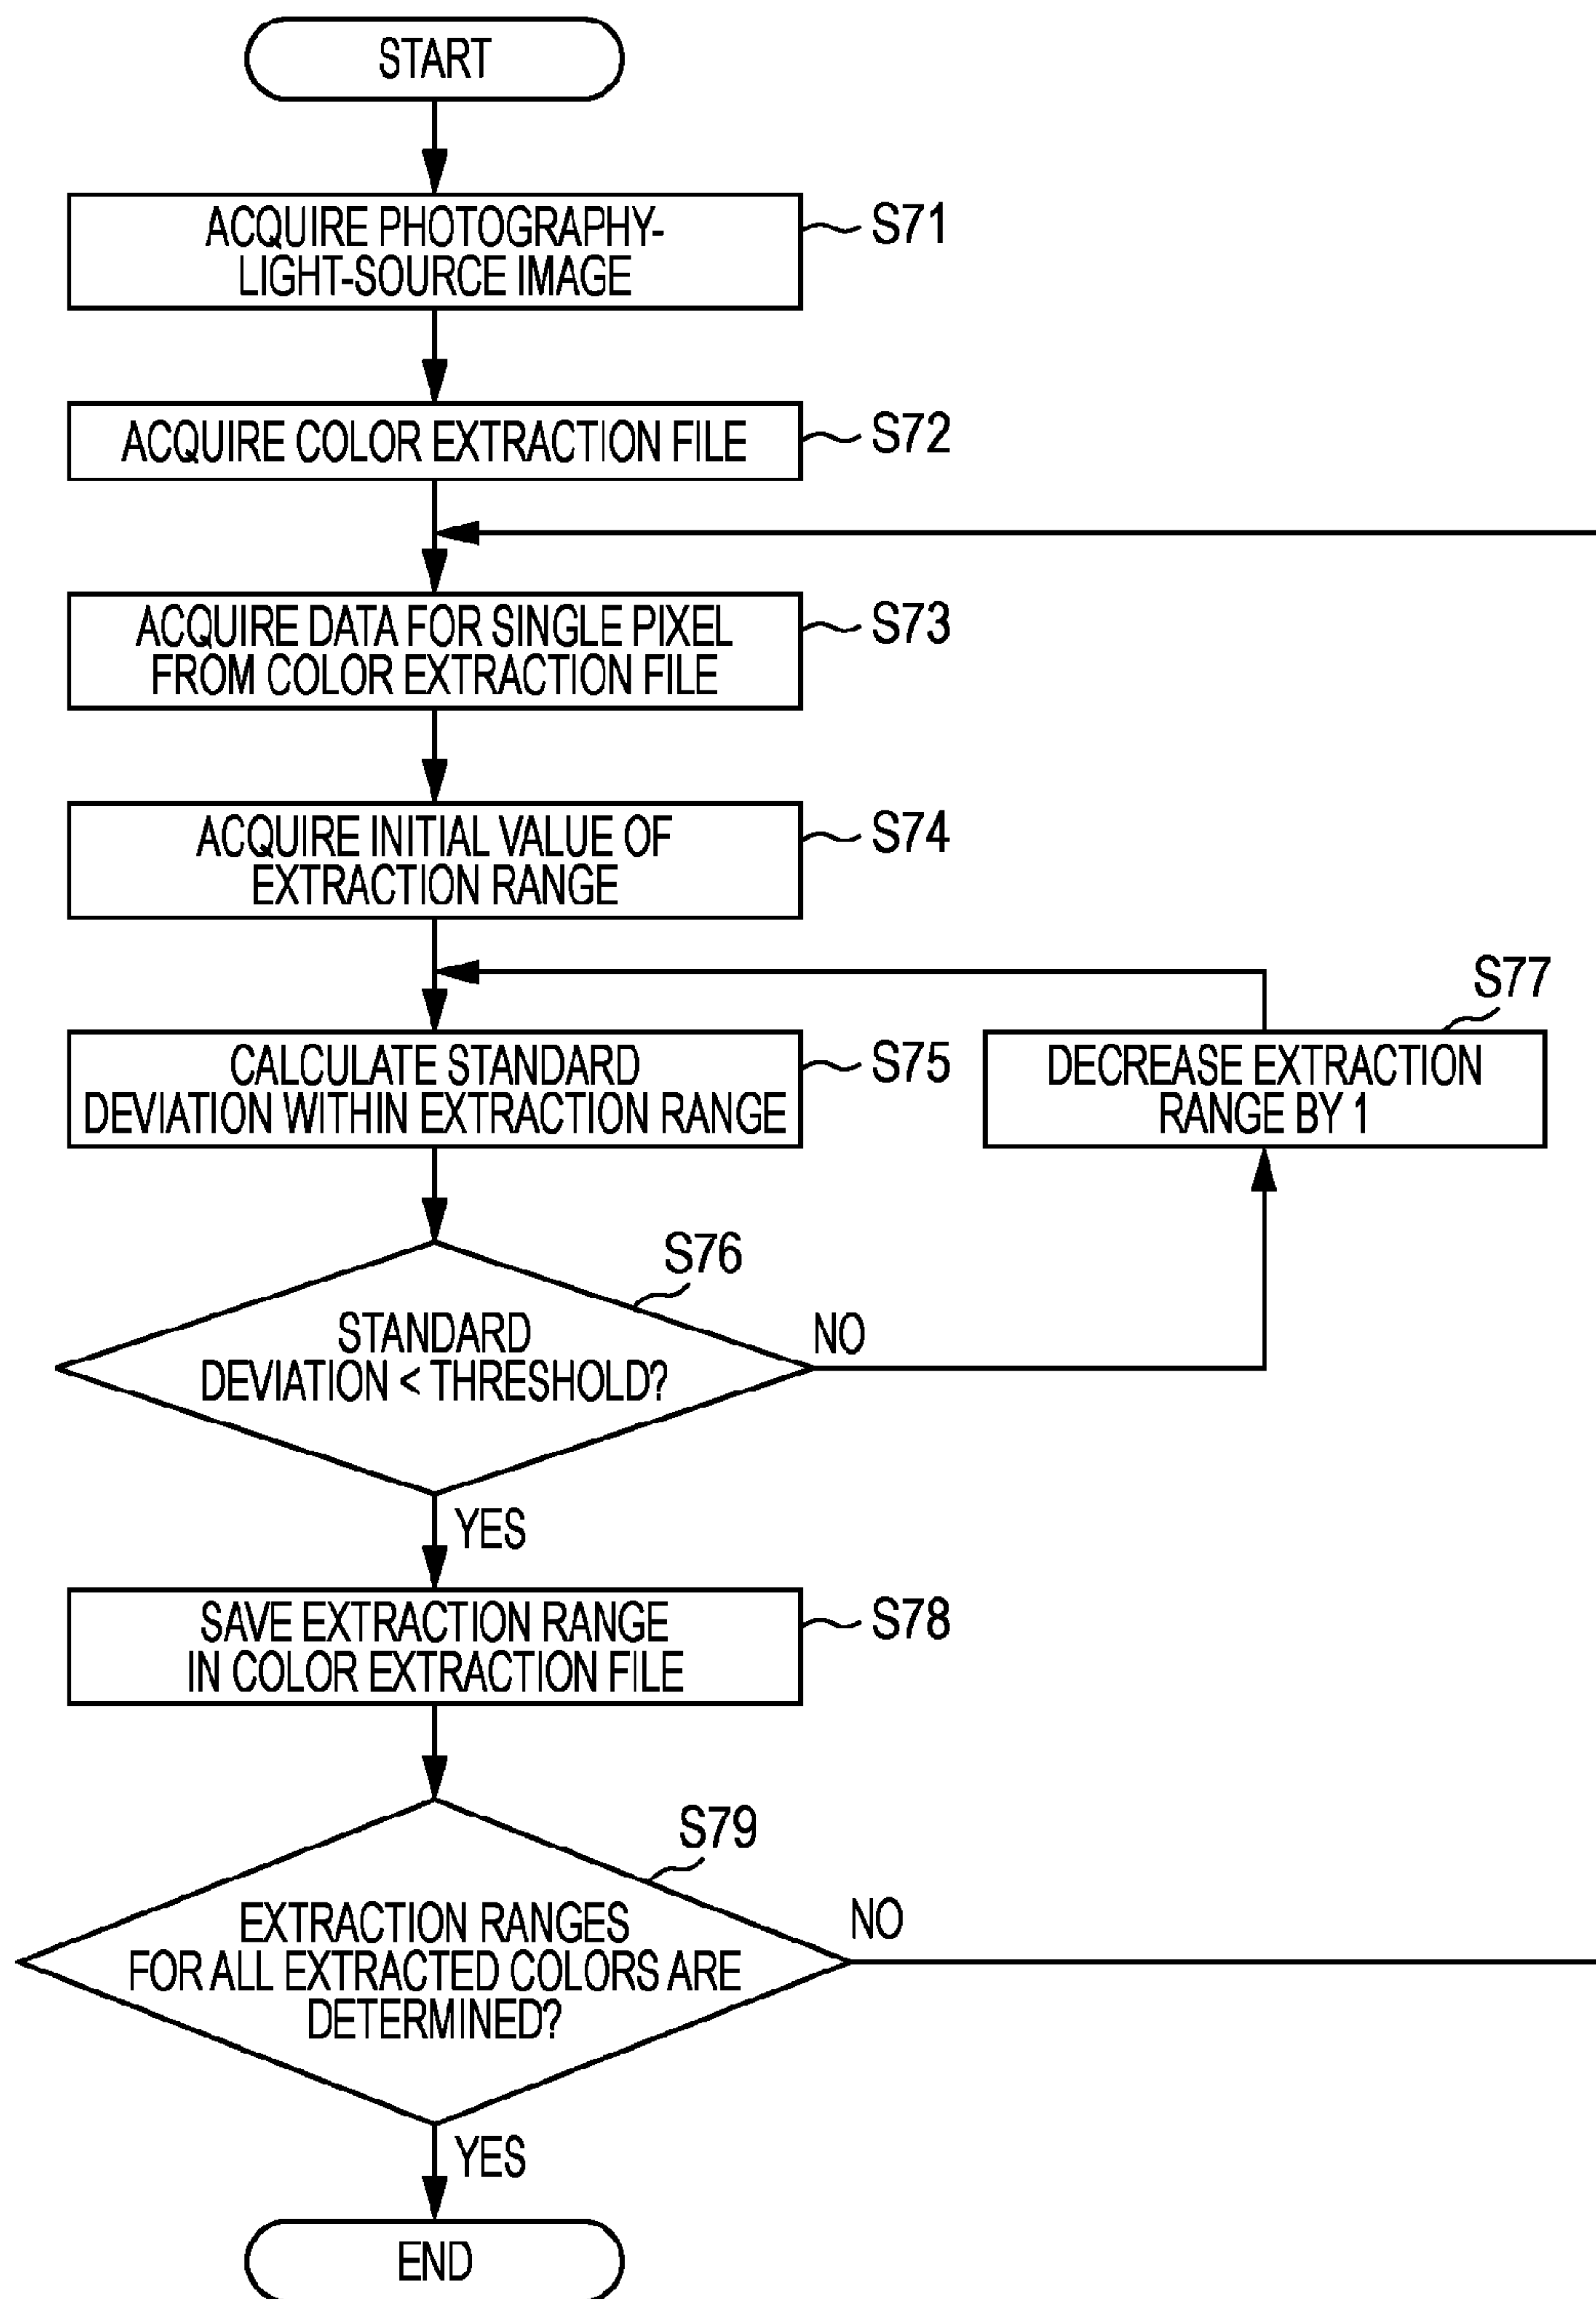 START
ACQUIRE PHOTOGRAPHY-
LIGHT-SOURCE IMAGE
S71
ACQUIRE COLOR EXTRACTION FILE
S72
ACQUIRE DATA FOR SINGLE PIXEL
FROM COLOR EXTRACTION FILE
S73
ACQUIRE INITIAL VALUE OF
EXTRACTION RANGE
S74
CALCULATE STANDARD
DEVIATION WITHIN EXTRACTION RANGE
S75
S77
DECREASE EXTRACTION
RANGE BY 1
S76
STANDARD
DEVIATION < THRESHOLD?
NO
YES
SAVE EXTRACTION RANGE
IN COLOR EXTRACTION FILE
S78
S79
EXTRACTION RANGES
FOR ALL EXTRACTED COLORS ARE
DETERMINED?
NO
YES
END